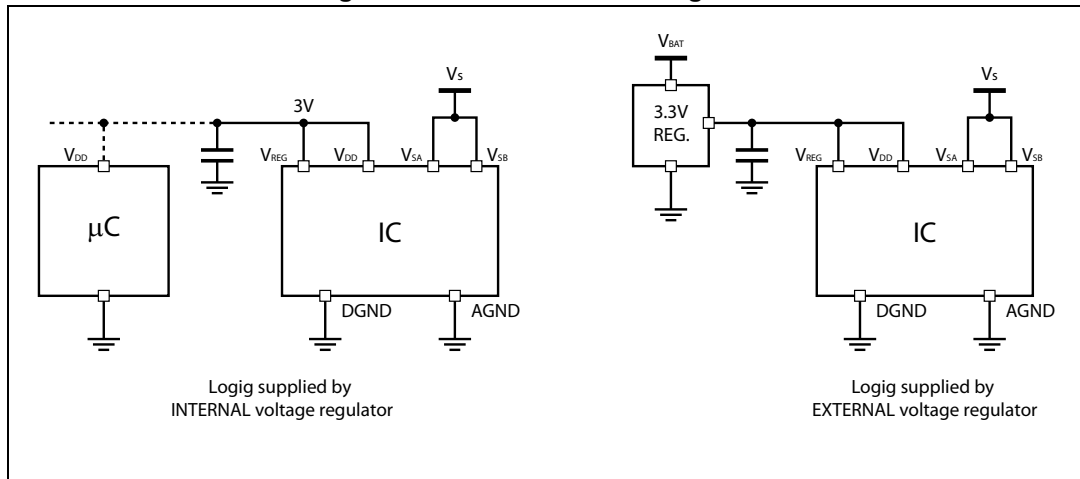 Vs
3V
VDD
VREG
VDD
VSA
VSB
µC
IC
DGND
AGND
Logig supplied by
INTERNAL voltage regulator
VBAT
Vs
3.3V
REG.
VREG
VDD
VSA
VSB
IC
DGND
AGND
Logig supplied by
EXTERNAL voltage regulator